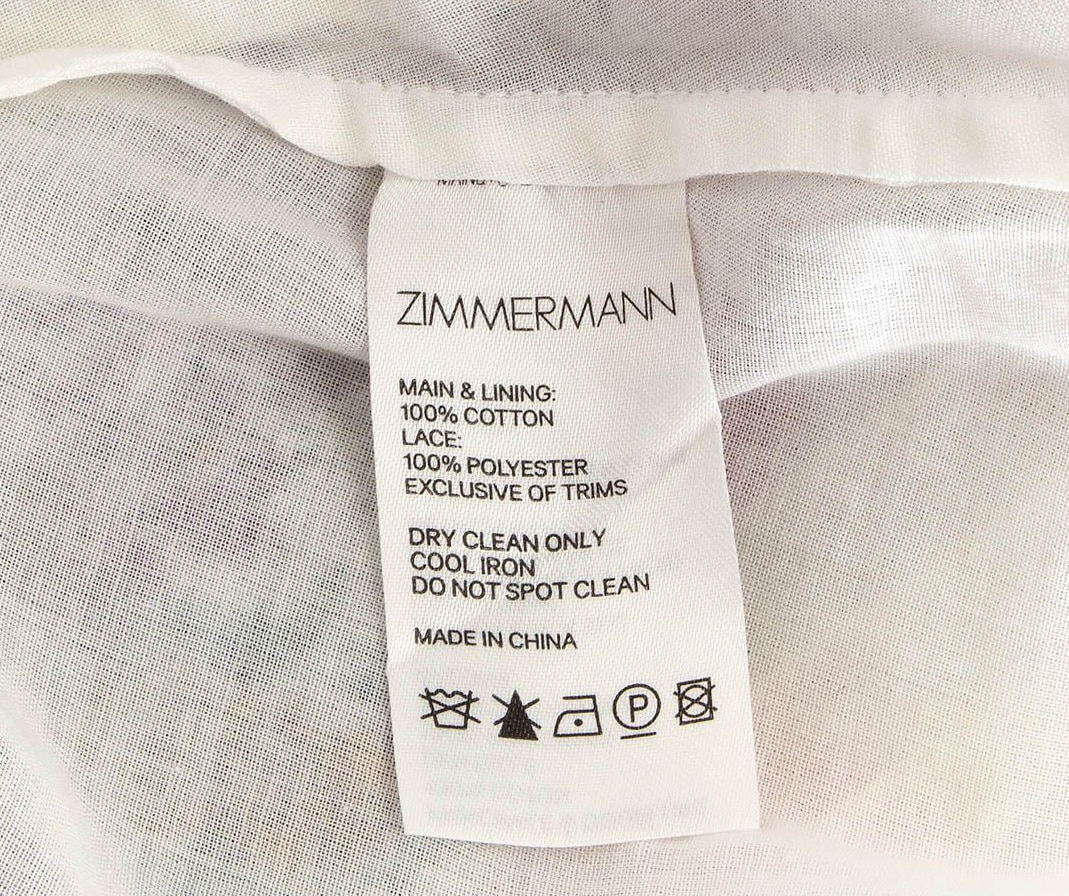 ZIMMERMANN
MAIN & LINING:
100% COTTON
LACE:
100% POLYESTER
EXCLUSIVE OF TRIMS
DRY CLEAN ONLY
COOL IRON
DO NOT SPOT CLEAN
MADE IN CHINA
P